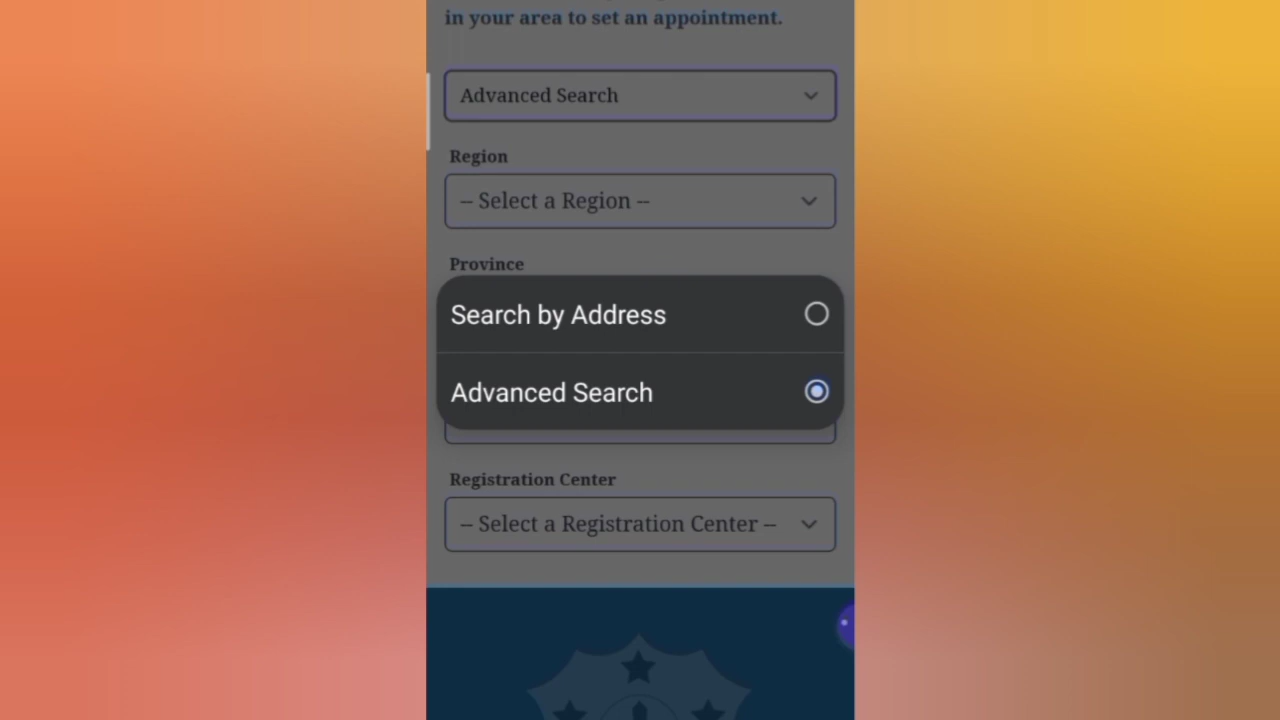 in your area to set an appointment.
Advanced Search
Region
-- Select a Region --
Province
Search by Address
Advanced Search
Registration Center
-- Select a Registration Center --